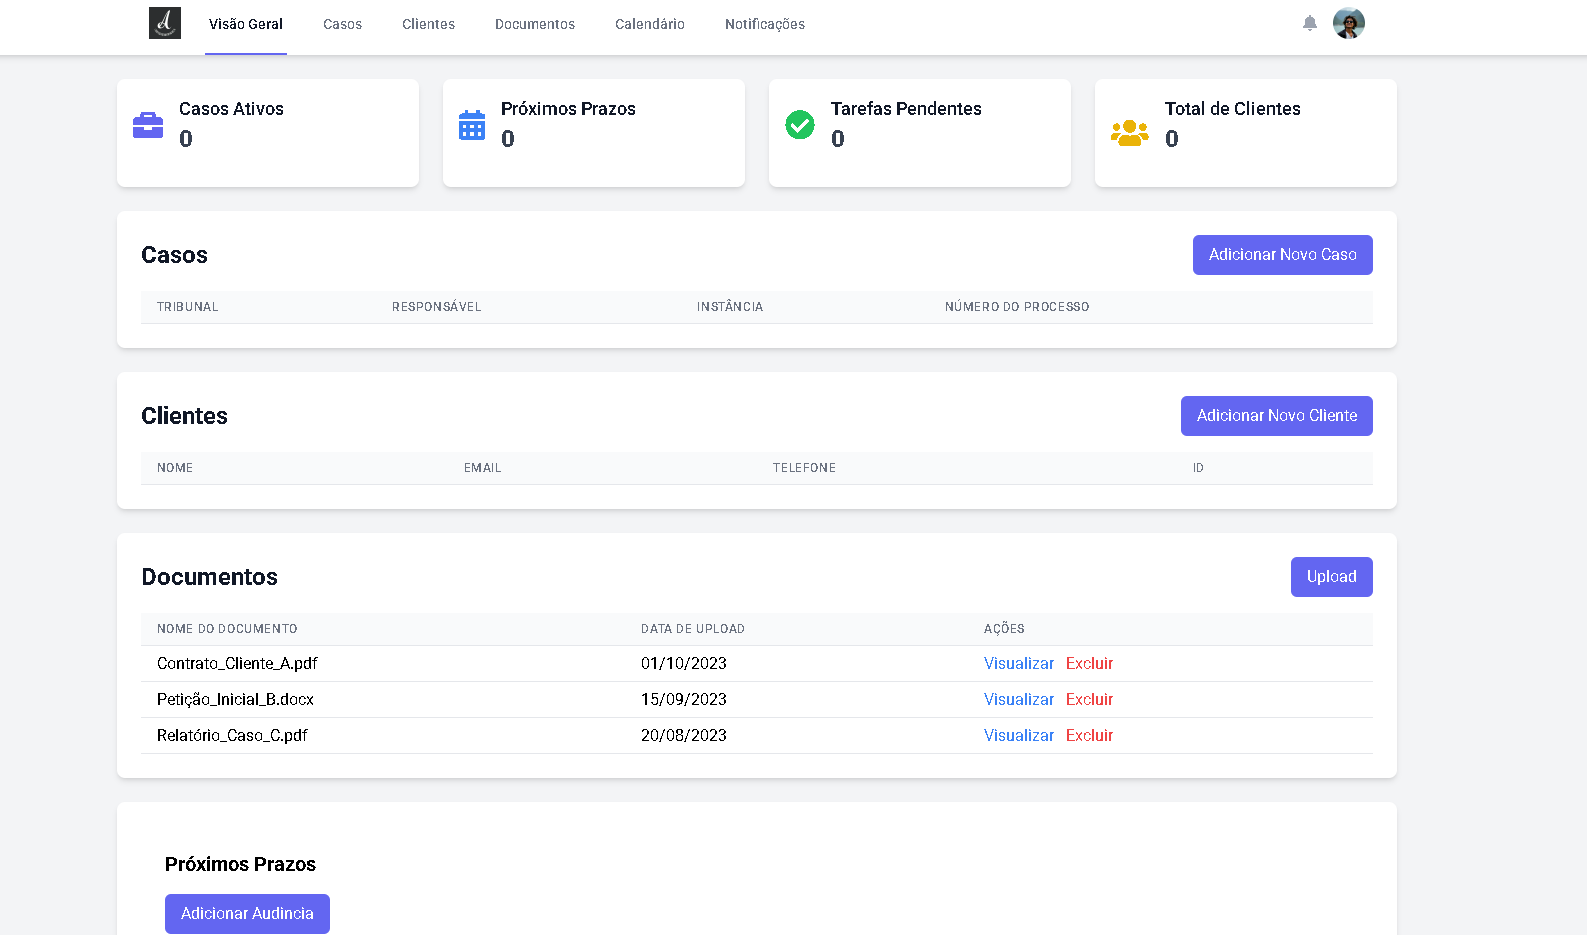 Visão Geral Casos Clientes Documentos Calendário Notificações
Casos Ativos
0
Próximos Prazos
0
Tarefas Pendentes
0
Total de Clientes
0
Casos
Adicionar Novo Caso
TRIBUNAL RESPONSÁVEL INSTÂNCIA NÚMERO DO PROCESSO
Clientes
Adicionar Novo Cliente
NOME EMAIL TELEFONE ID
Documentos
Upload
NOME DO DOCUMENTO DATA DE UPLOAD AÇÕES
Contrato_Cliente_A.pdf 01/10/2023 Visualizar Excluir
Petição_Inicial_B.docx 15/09/2023 Visualizar Excluir
Relatório_Caso_C.pdf 20/08/2023 Visualizar Excluir
Próximos Prazos
Adicionar Audincia